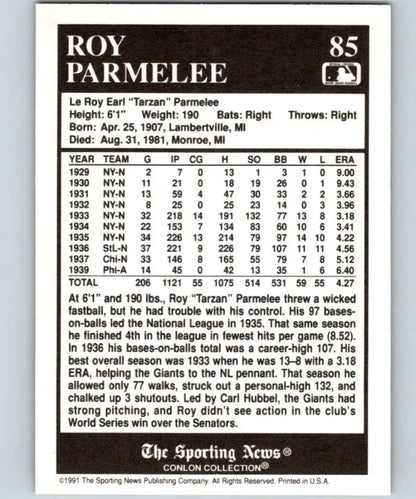 ROY 85
PARMELEE
Le Roy Earl "Tarzan" Parmelee
Height: 6'1" Weight: 190 Bats: Right Throws: Right
Born: Apr. 25, 1907, Lambertville, MI
Died: Aug. 31, 1981, Monroe, MI
YEAR TEAM G IP CG H SO BB W L ERA
1929 NY-N 2 7 0 13 1 3 1 0 9.00
1930 NY-N 11 21 0 18 19 26 0 1 9.43
1931 NY-N 13 59 4 47 30 33 2 2 3.66
1932 NY-N 8 25 0 25 23 14 0 3 3.96
1933 NY-N 32 218 14 191 132 77 13 8 3.18
1934 NY-N 22 153 7 134 83 60 10 6 3.41
1935 NY-N 34 226 13 214 79 97 14 10 4.22
1936 StL-N 37 221 9 226 79 107 11 11 4.56
1937 Chi-N 33 146 8 165 55 79 7 8 5.12
1939 Phi-A 14 45 0 42 13 35 1 6 6.40
TOTAL 206 1121 55 1075 514 531 59 55 4.27
At 6'1" and 190 lbs., Roy "Tarzan" Parmelee threw a wicked
fastball, but he had trouble with his control. His 97 bases-
on-balls led the National League in 1935. That same season
he finished 4th in the league in fewest hits per game (8.52).
In 1936 his bases-on-balls total was a career-high 107. His
best overall season was 1933 when he was 13–8 with a 3.18
ERA, helping the Giants to the NL pennant. That season he
allowed only 77 walks, struck out a personal-high 132, and
chalked up 3 shutouts. Led by Carl Hubbel, the Giants had
strong pitching, and Roy didn't see action in the club's
World Series win over the Senators.
The Sporting News®
CONLON COLLECTION®
©1991 The Sporting News Publishing Company. All Rights Reserved. Printed in U.S.A.